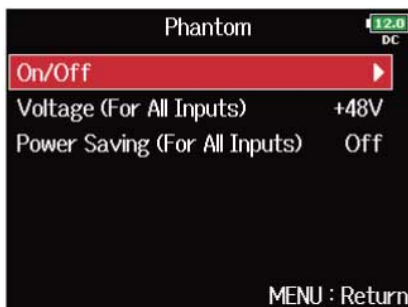 Phantom
12.0
DC
On/Off
Voltage (For All Inputs) +48V
Power Saving (For All Inputs) Off
MENU : Return